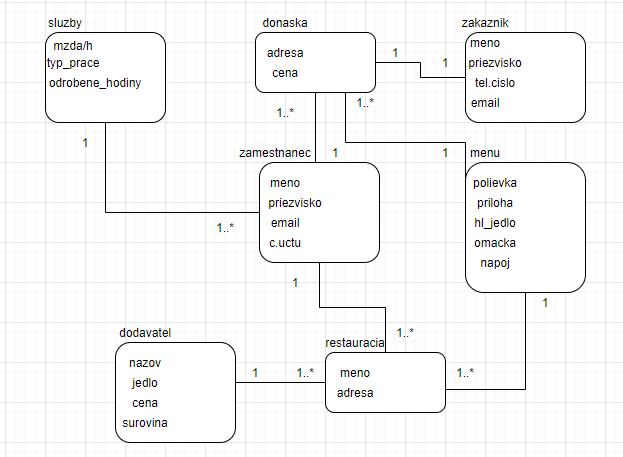 sluzby
mzda/h
typ_prace
odrobene_hodiny
1
donaska
adresa
cena
1
1
1..*
1..*
zakaznik
meno
priezvisko
tel.cislo
email
zamestnanec
1
meno
priezvisko
email
c.uctu
1..*
1
1
menu
polievka
priloha
hl_jedlo
omacka
napoj
1
dodavatel
nazov
jedlo
cena
surovina
1
1..*
restauracia
1..*
meno
adresa
1..*